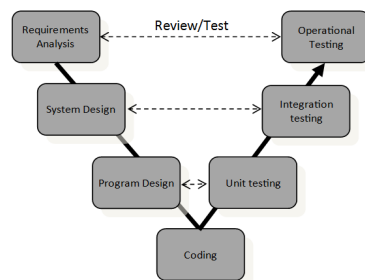 Requirements
Analysis
Review/Test
Operational
Testing
System Design
Integration
testing
Program Design
Unit testing
Coding